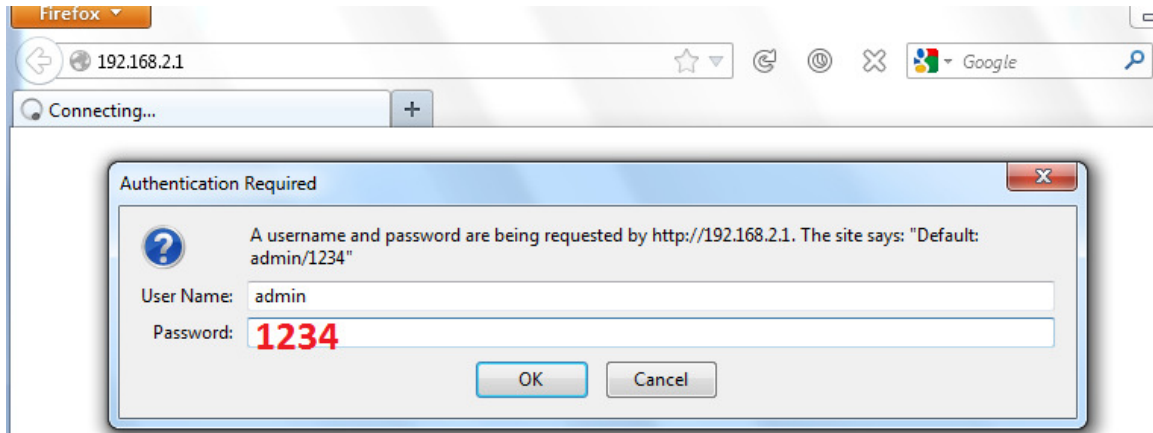 Firefox
192.168.2.1
Google
Connecting...
Authentication Required
A username and password are being requested by http://192.168.2.1. The site says: "Default:
admin/1234"
User Name: admin
Password: 1234
OK Cancel